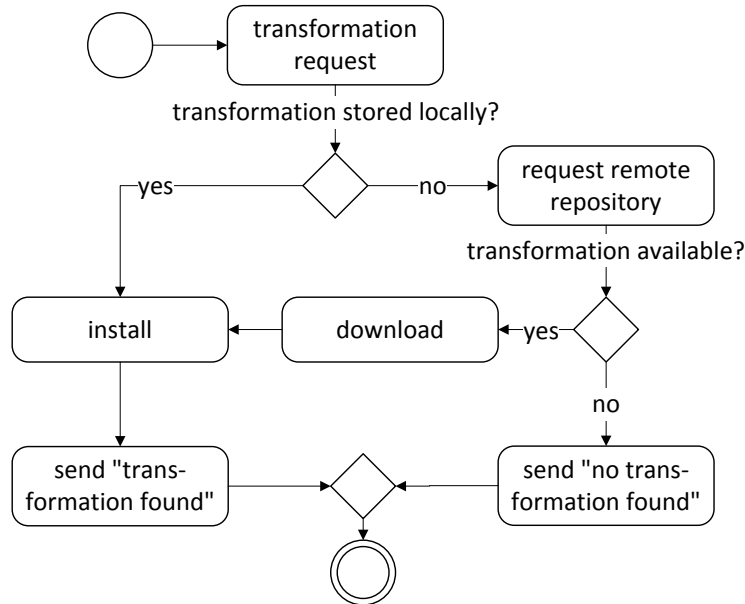 transformation
request
transformation stored locally?
yes
no
request remote
repository
transformation available?
install
download
yes
no
send "trans-
formation found"
send "no trans-
formation found"